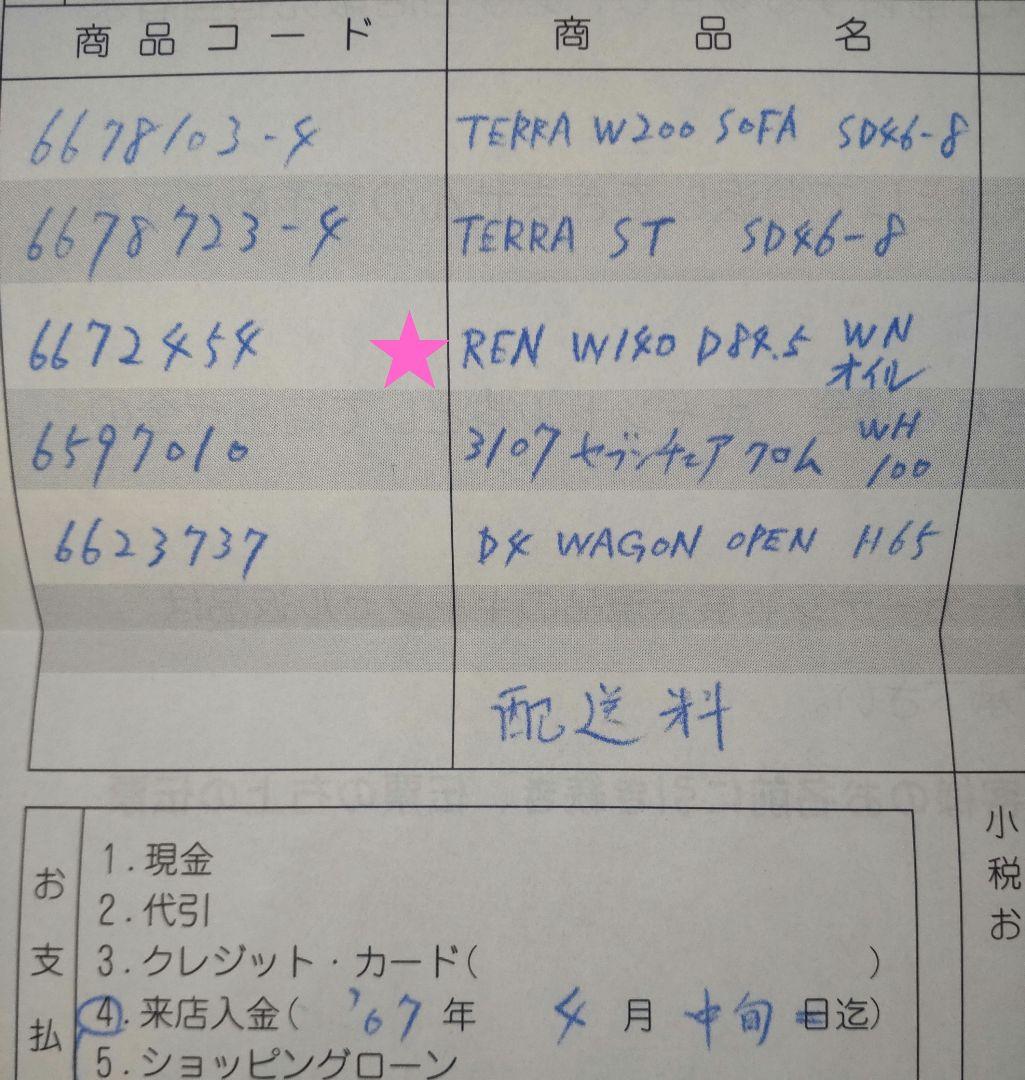 商品コード 商品名
6678103-4 TERRA W200 SOFA SD46-8
6678723-4 TERRA ST SD46-8
6672454 REN W140 D84.5 WN
オイル
6597010 3107 セブンチェア クロム WH
100
6623737 D4 WAGON OPEN H65
配送料
お支払
1.現金
2.代引
3.クレジット・カード( )
4.来店入金( '67年 4月 中旬 日迄)
5.ショッピングローン
小
税
お